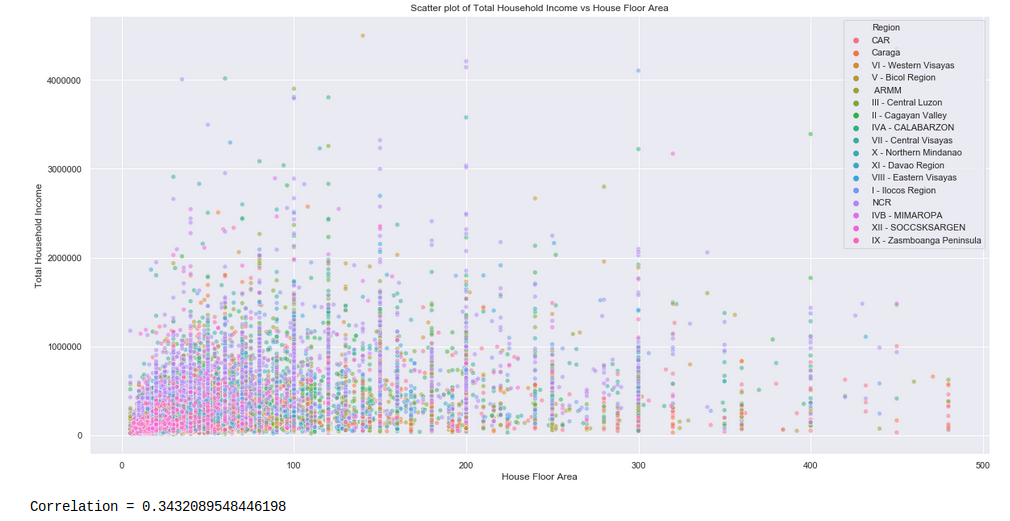 Scatter plot of Total Household Income vs House Floor Area
Total Household Income
4000000
3000000
2000000
1000000
0
0 100 200 300 400 500
House Floor Area
Region
CAR
Caraga
VI - Western Visayas
V - Bicol Region
ARMM
III - Central Luzon
II - Cagayan Valley
IVA - CALABARZON
VII - Central Visayas
X - Northern Mindanao
XI - Davao Region
VIII - Eastern Visayas
I - Ilocos Region
NCR
IVB - MIMAROPA
XII - SOCCSKSARGEN
IX - Zasmboanga Peninsula
Correlation = 0.3432089548446198